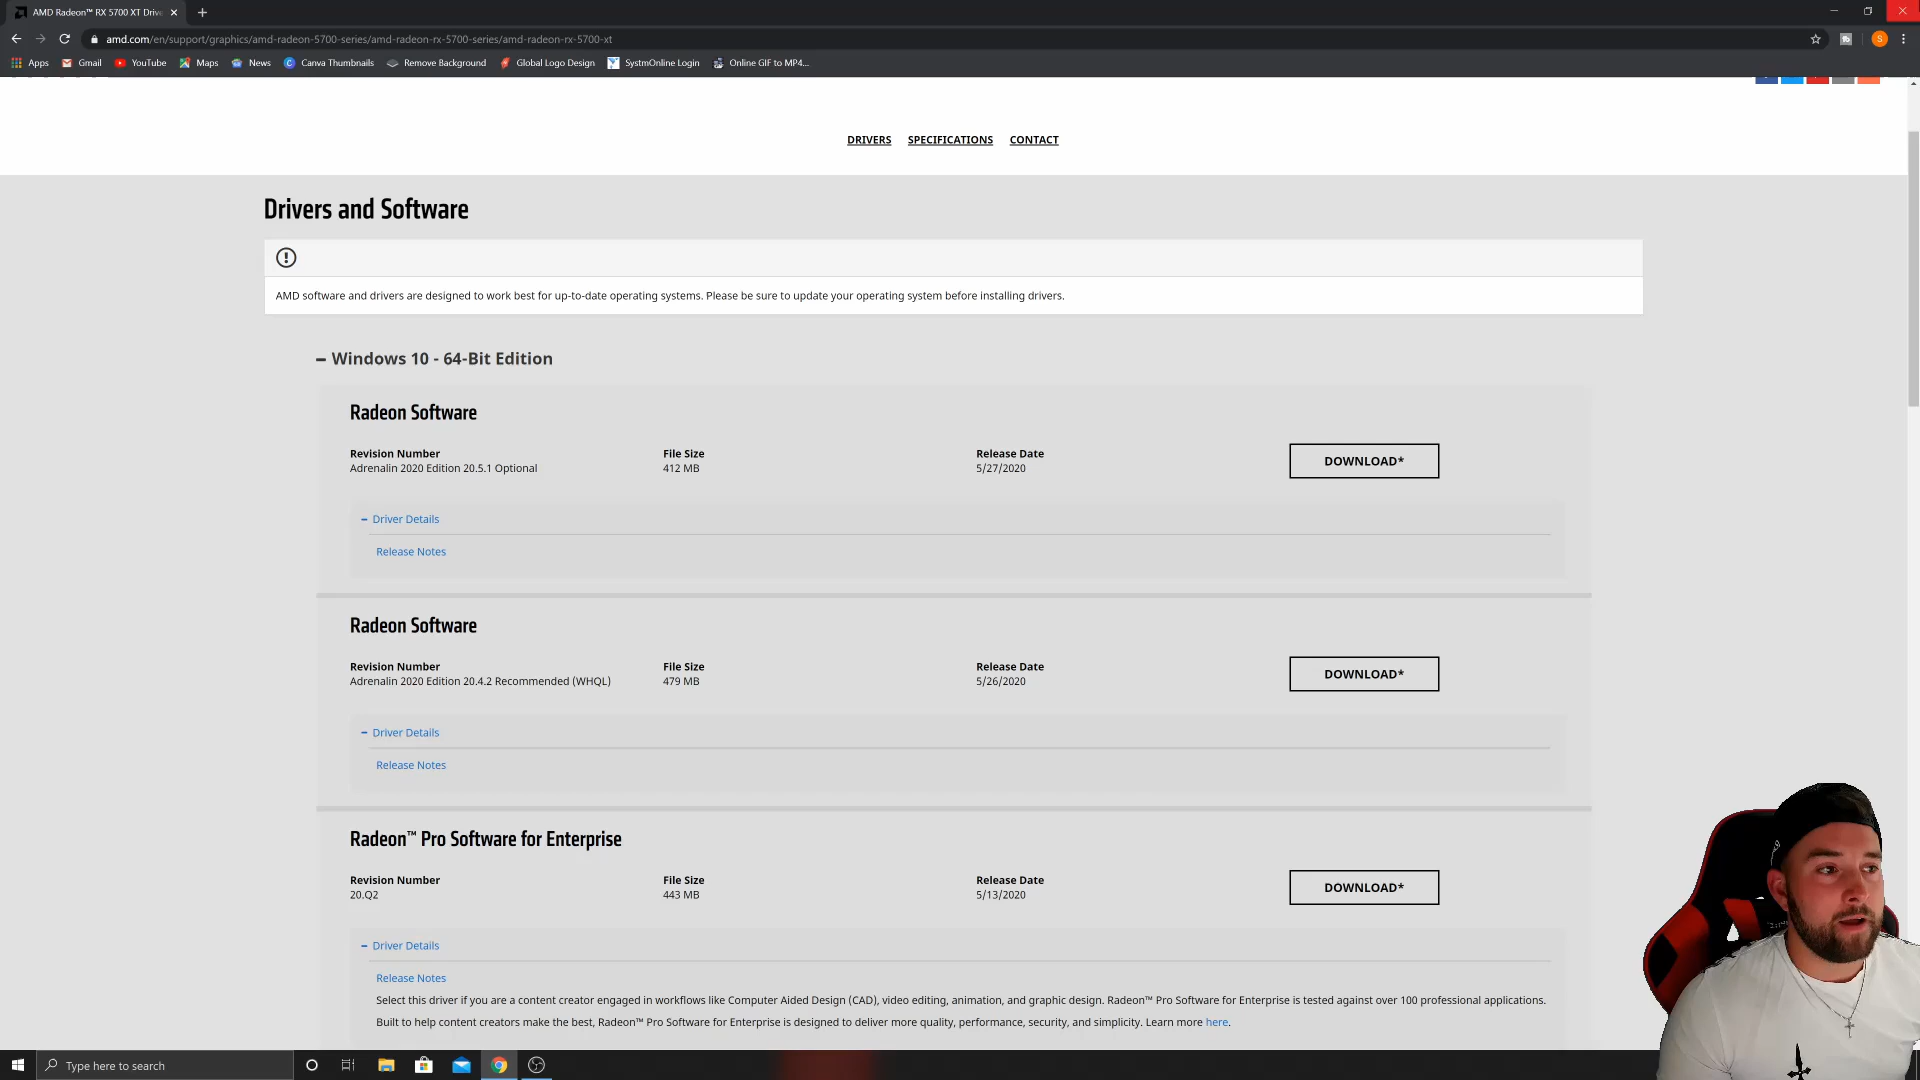 AMD Radeon™ RX 5700 XT Driv
amd.com/en/support/graphics/amd-radeon-5700-series/amd-radeon-rx-5700-series/amd-radeon-rx-5700-xt
S
Apps Gmail YouTube Maps News Canva Thumbnails Remove Background Global Logo Design SystmOnline Login Online GIF to MP4...
DRIVERS SPECIFICATIONS CONTACT
Drivers and Software
AMD software and drivers are designed to work best for up-to-date operating systems. Please be sure to update your operating system before installing drivers.
– Windows 10 - 64-Bit Edition
Radeon Software
Revision Number File Size Release Date
Adrenalin 2020 Edition 20.5.1 Optional 412 MB 5/27/2020 DOWNLOAD*
– Driver Details
Release Notes
Radeon Software
Revision Number File Size Release Date
Adrenalin 2020 Edition 20.4.2 Recommended (WHQL) 479 MB 5/26/2020 DOWNLOAD*
– Driver Details
Release Notes
Radeon™ Pro Software for Enterprise
Revision Number File Size Release Date
20.Q2 443 MB 5/13/2020 DOWNLOAD*
– Driver Details
Release Notes
Select this driver if you are a content creator engaged in workflows like Computer Aided Design (CAD), video editing, animation, and graphic design. Radeon™ Pro Software for Enterprise is tested against over 100 professional applications.
Built to help content creators make the best, Radeon™ Pro Software for Enterprise is designed to deliver more quality, performance, security, and simplicity. Learn more here.
Type here to search